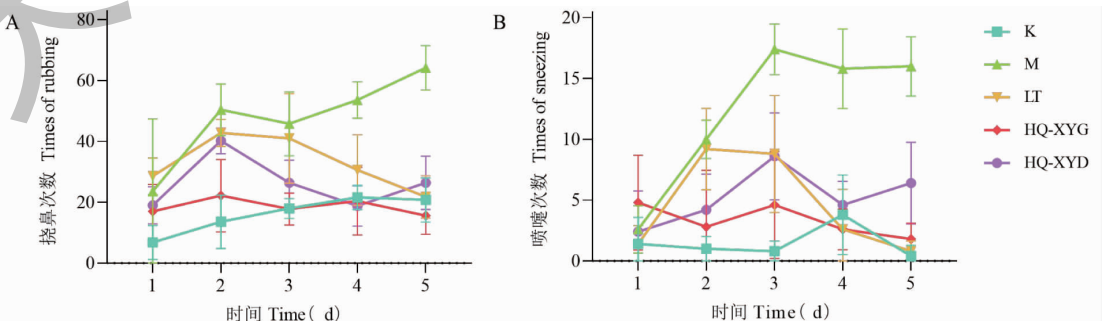 A
挠鼻次数 Times of rubbing
80
60
40
20
0
1 2 3 4 5
时间 Time( d)
B
喷嚏次数 Times of sneezing
20
15
10
5
0
1 2 3 4 5
时间 Time( d)
K
M
LT
HQ-XYG
HQ-XYD